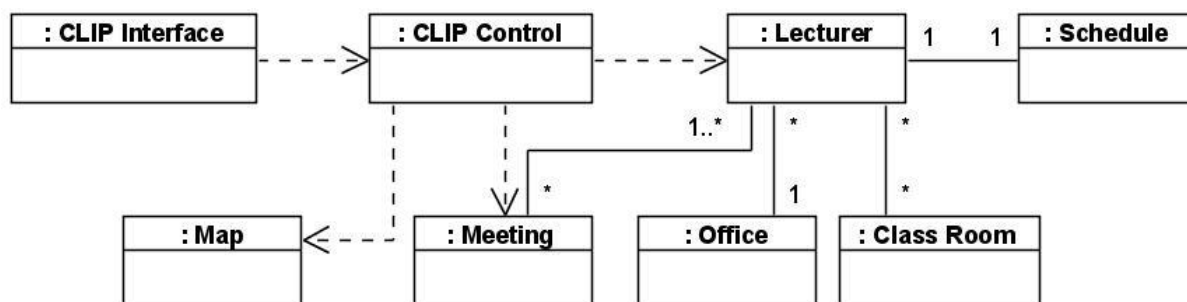 : CLIP Interface
: CLIP Control
: Lecturer
1
1
: Schedule
1..*
*
*
*
1
*
: Map
: Meeting
: Office
: Class Room